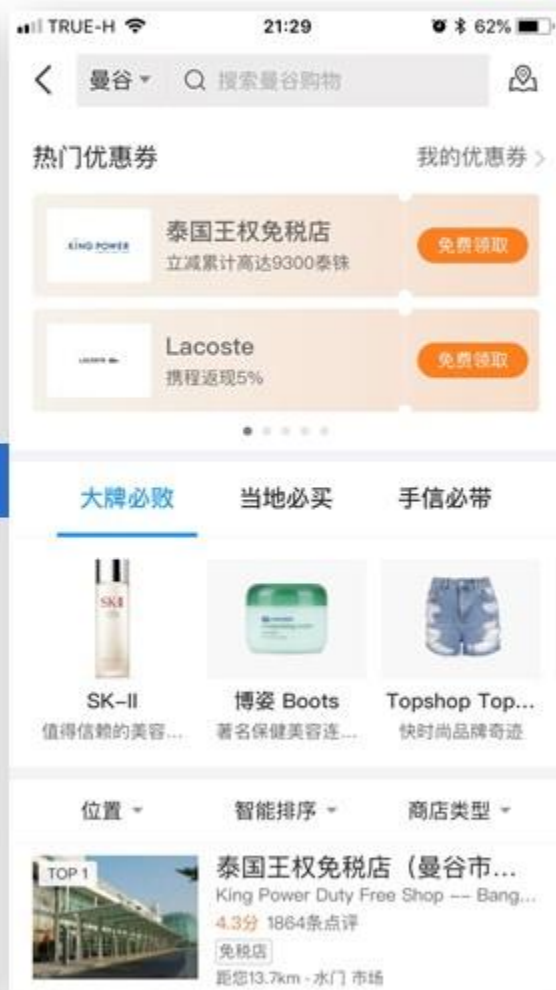 TRUE-H 21:29 62%
曼谷 搜索曼谷购物
热门优惠券 我的优惠券
KING POWER
泰国王权免税店
立减累计高达9300泰铢
免费领取
LACOSTE
Lacoste
携程返现5%
免费领取
大牌必败 当地必买 手信必带
SK-II
SK-II 博姿 Boots Topshop Top...
值得信赖的美容... 著名保健美容连... 快时尚品牌奇迹
位置 智能排序 商店类型
TOP 1
泰国王权免税店（曼谷市...
King Power Duty Free Shop -- Bang...
4.3分 1864条点评
免税店
距您13.7km - 水门 市场